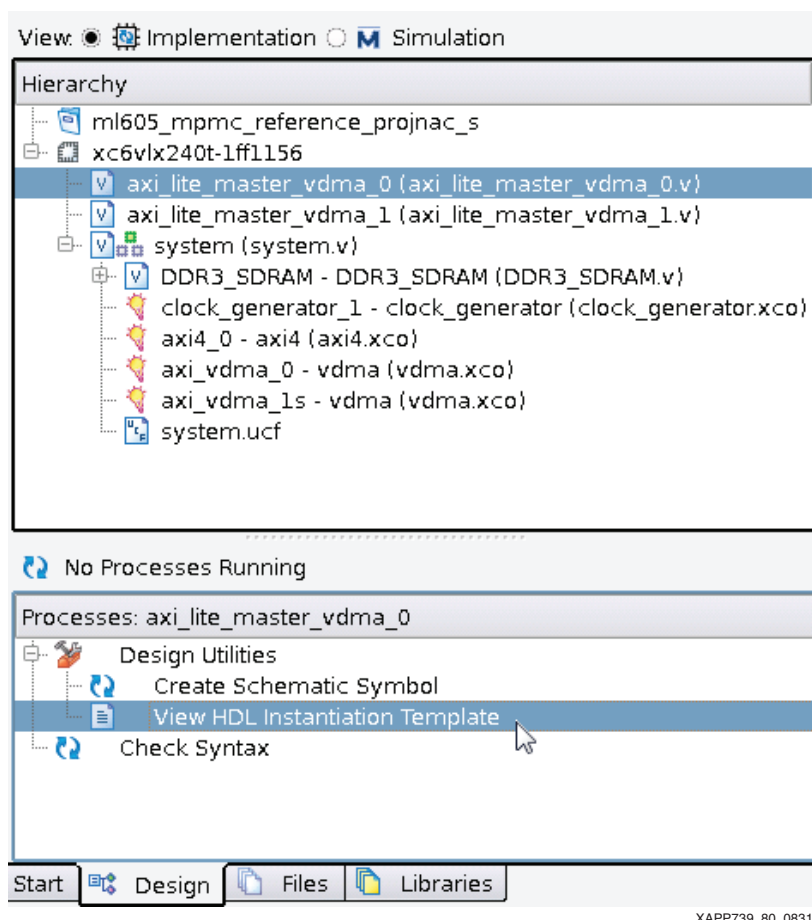 View: Implementation Simulation
Hierarchy
ml605_mpmc_reference_projnac_s
xc6vlx240t-1ff1156
axi_lite_master_vdma_0 (axi_lite_master_vdma_0.v)
axi_lite_master_vdma_1 (axi_lite_master_vdma_1.v)
system (system.v)
DDR3_SDRAM - DDR3_SDRAM (DDR3_SDRAM.v)
clock_generator_1 - clock_generator (clock_generator.xco)
axi4_0 - axi4 (axi4.xco)
axi_vdma_0 - vdma (vdma.xco)
axi_vdma_1s - vdma (vdma.xco)
system.ucf
No Processes Running
Processes: axi_lite_master_vdma_0
Design Utilities
Create Schematic Symbol
View HDL Instantiation Template
Check Syntax
Start Design Files Libraries
XAPP739_80_0831